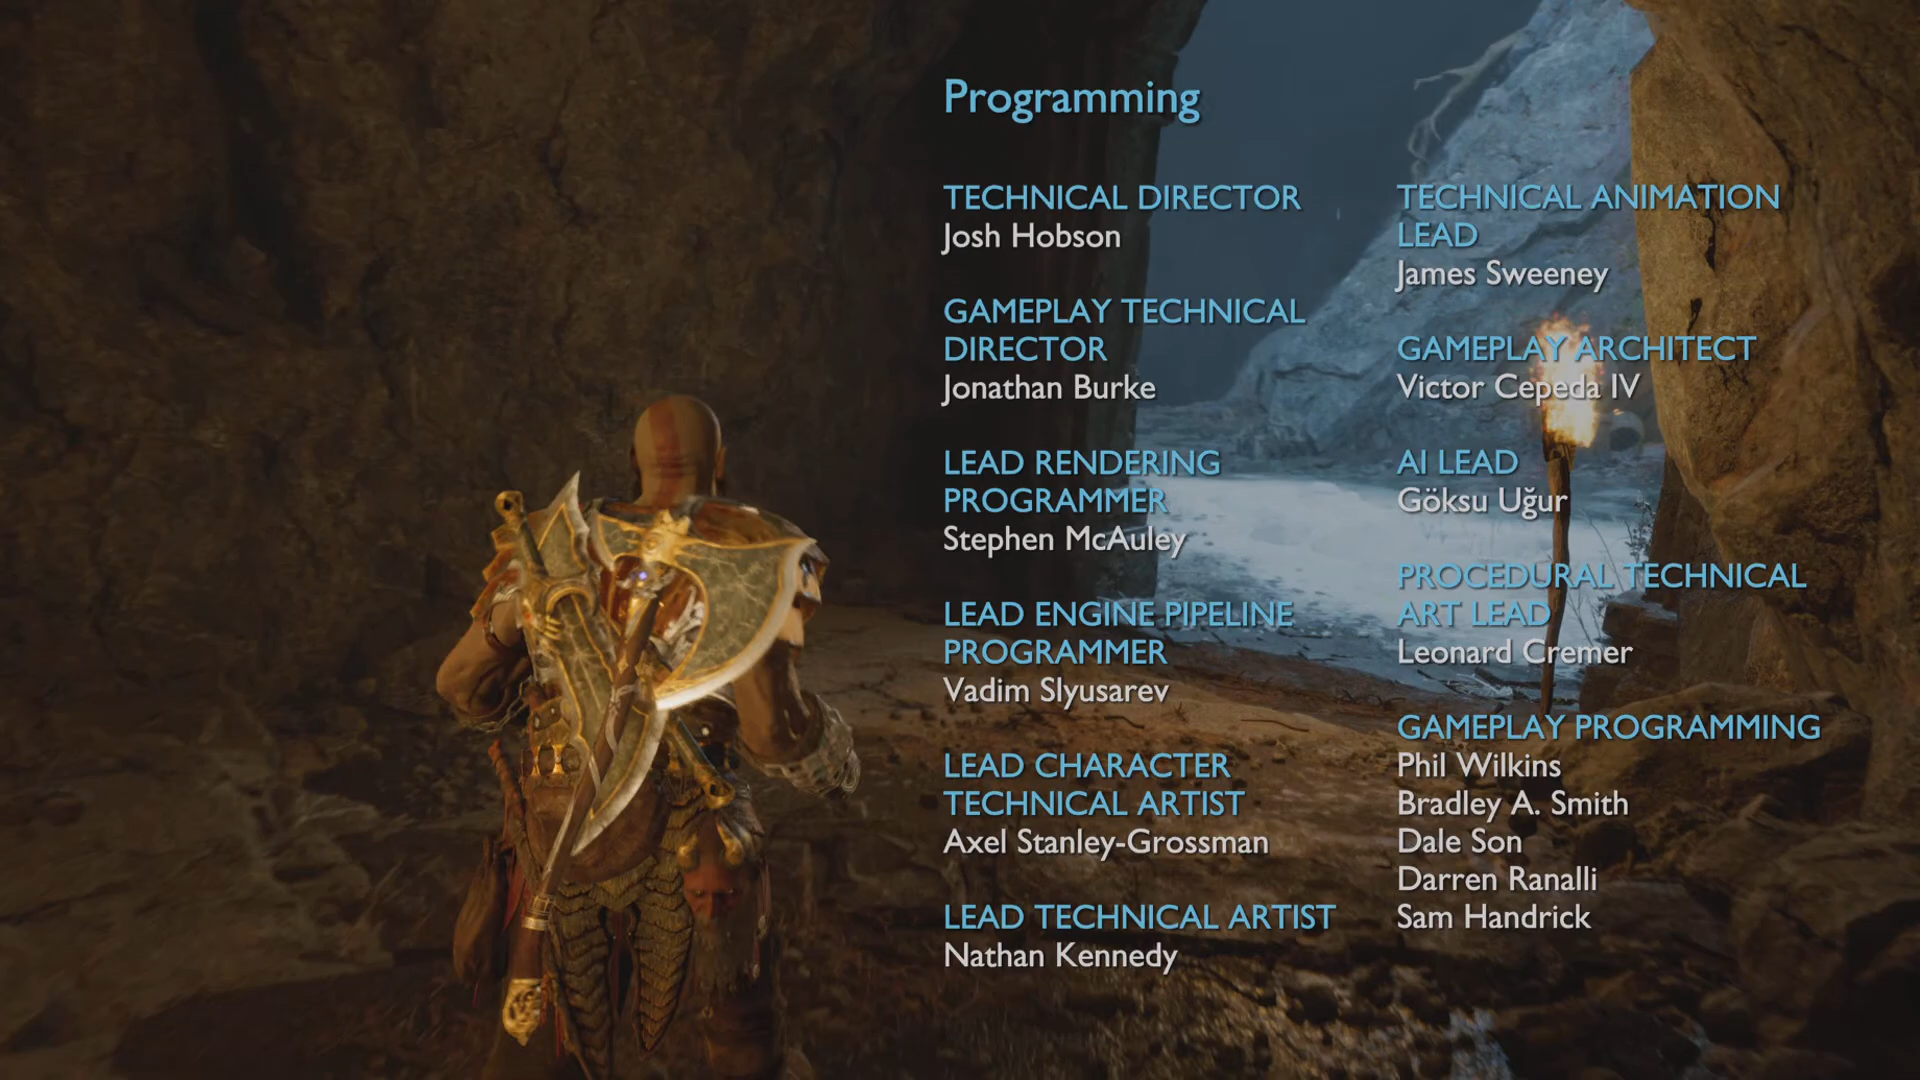 Programming
TECHNICAL DIRECTOR
Josh Hobson
GAMEPLAY TECHNICAL
DIRECTOR
Jonathan Burke
LEAD RENDERING
PROGRAMMER
Stephen McAuley
LEAD ENGINE PIPELINE
PROGRAMMER
Vadim Slyusarev
LEAD CHARACTER
TECHNICAL ARTIST
Axel Stanley-Grossman
LEAD TECHNICAL ARTIST
Nathan Kennedy
TECHNICAL ANIMATION
LEAD
James Sweeney
GAMEPLAY ARCHITECT
Victor Cepeda IV
AI LEAD
Göksu Uğur
PROCEDURAL TECHNICAL
ART LEAD
Leonard Cremer
GAMEPLAY PROGRAMMING
Phil Wilkins
Bradley A. Smith
Dale Son
Darren Ranalli
Sam Handrick